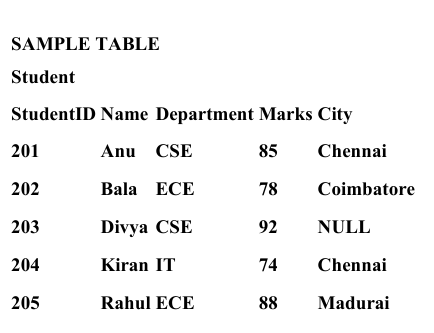 SAMPLE TABLE
Student
StudentID Name Department Marks City
201 Anu CSE 85 Chennai
202 Bala ECE 78 Coimbatore
203 Divya CSE 92 NULL
204 Kiran IT 74 Chennai
205 Rahul ECE 88 Madurai